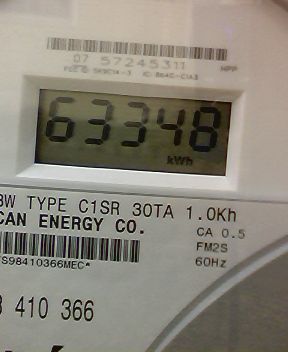 07 57245311
63348
kWh
3W TYPE C1SR 30TA 1.0Kh
CAN ENERGY CO.
CA 0.5
FM2S
60Hz
TS98410366MEC*
3 410 366